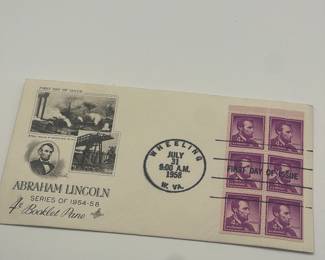 FIRST DAY OF ISSUE
ABRAHAM LINCOLN
SERIES OF 1954-58
4¢ Booklet Pane
WHEELING
JULY
31
9:00 A.M.
1958
W. VA.
FIRST DAY OF ISSUE